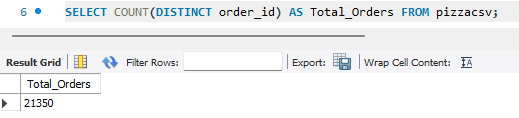 6 SELECT COUNT(DISTINCT order_id) AS Total_Orders FROM pizzacsv;
Result Grid Filter Rows: Export: Wrap Cell Content:
Total_Orders
21350